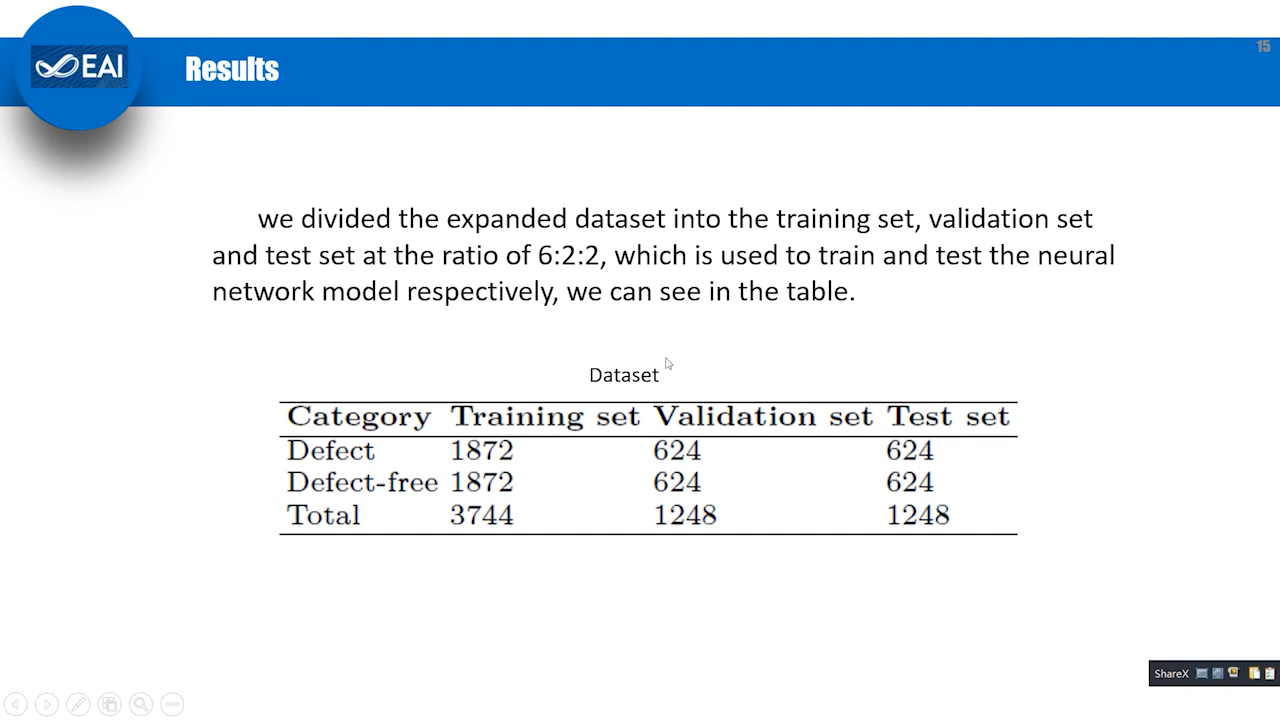 EAI
Results
15
we divided the expanded dataset into the training set, validation set
and test set at the ratio of 6:2:2, which is used to train and test the neural
network model respectively, we can see in the table.
Dataset
Category Training set Validation set Test set
Defect 1872 624 624
Defect-free 1872 624 624
Total 3744 1248 1248
ShareX